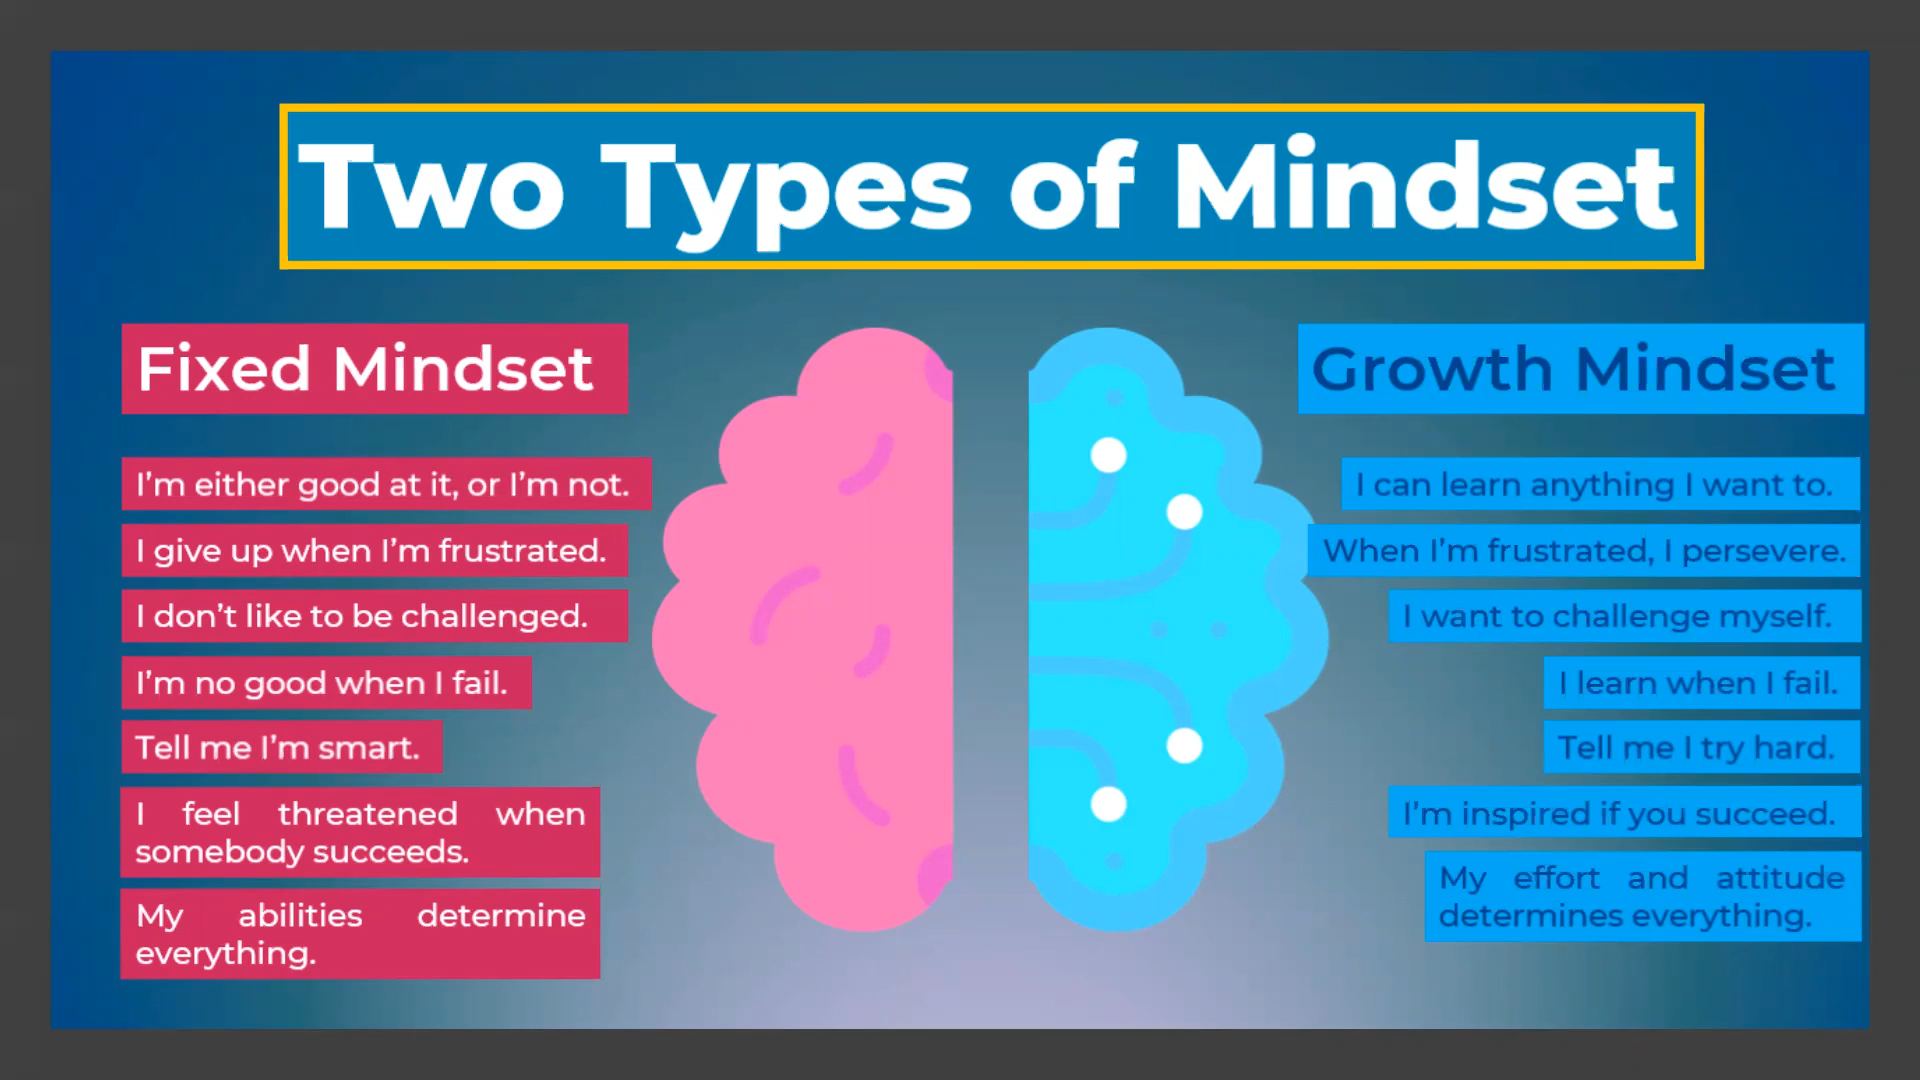 Two Types of Mindset
Fixed Mindset
I'm either good at it, or I'm not.
I give up when I'm frustrated.
I don't like to be challenged.
I'm no good when I fail.
Tell me I'm smart.
I feel threatened when
somebody succeeds.
My abilities determine
everything.
Growth Mindset
I can learn anything I want to.
When I'm frustrated, I persevere.
I want to challenge myself.
I learn when I fail.
Tell me I try hard.
I'm inspired if you succeed.
My effort and attitude
determines everything.